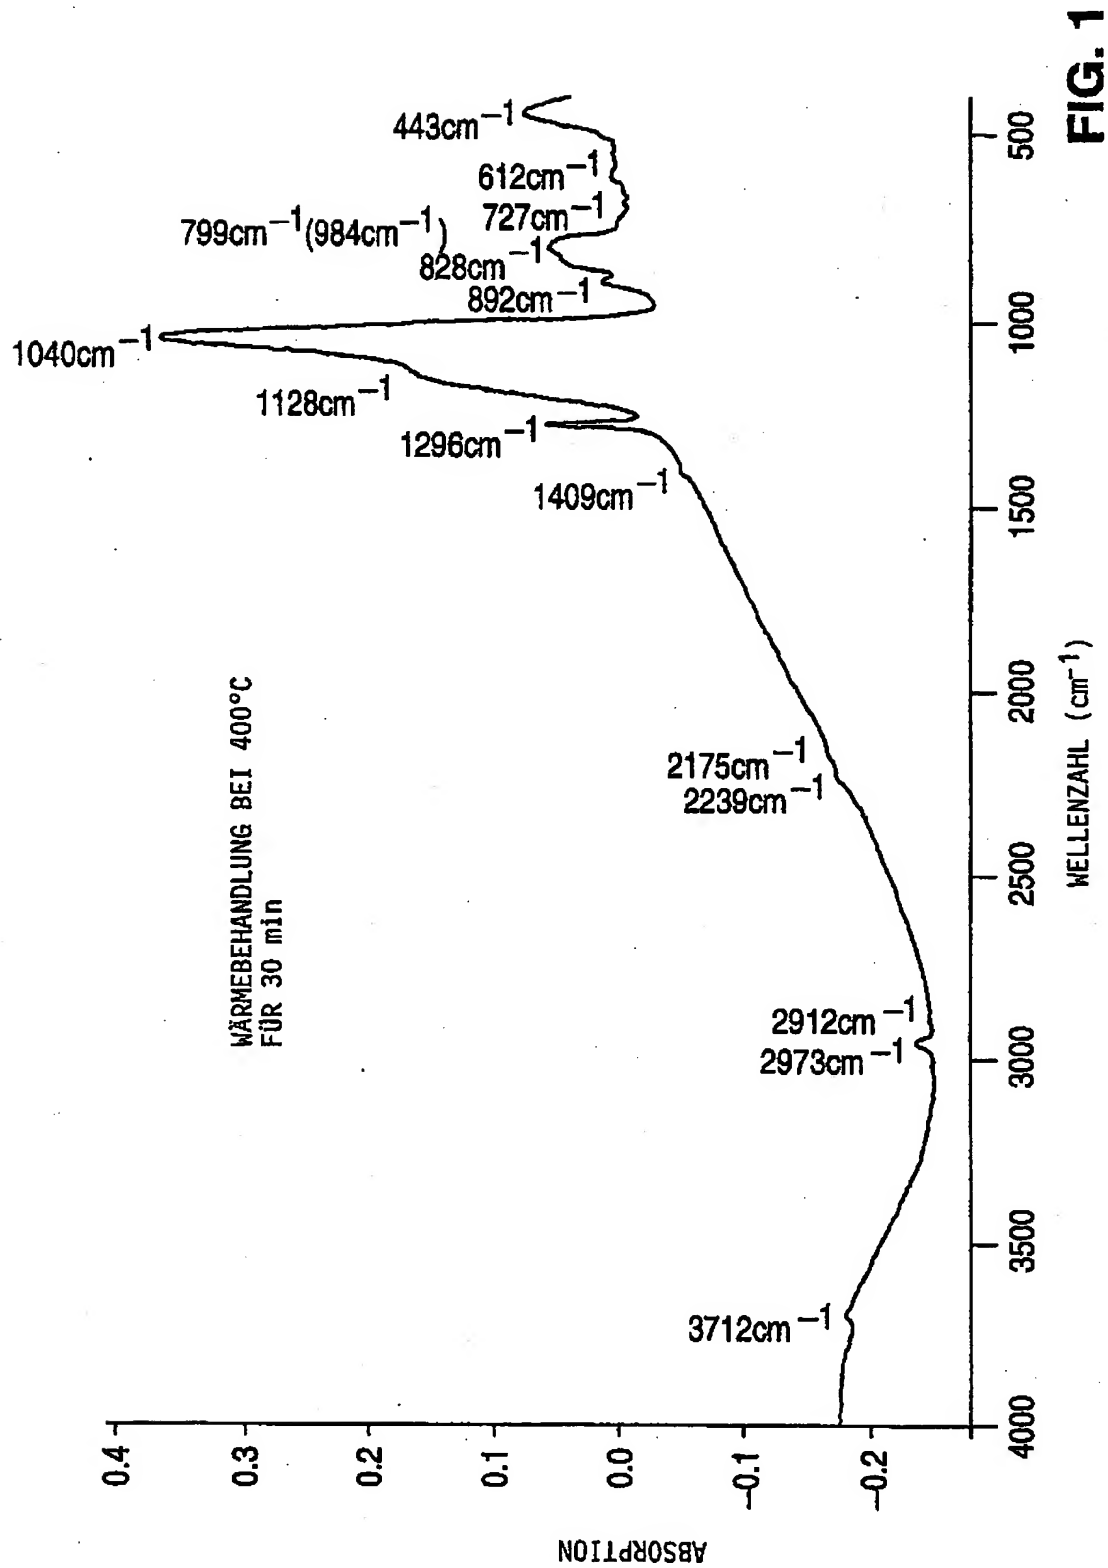 WÄRMEBEHANDLUNG BEI 400°C
FÜR 30 min
ABSORPTION
0.4
0.3
0.2
0.1
0.0
−0.1
−0.2
3712cm−1
2973cm−1
2912cm−1
2239cm−1
2175cm−1
1409cm−1
1296cm−1
1128cm−1
1040cm−1
892cm−1
828cm−1
799cm−1(984cm−1)
727cm−1
612cm−1
443cm−1
4000 3500 3000 2500 2000 1500 1000 500
WELLENZAHL (cm−1)
FIG. 1